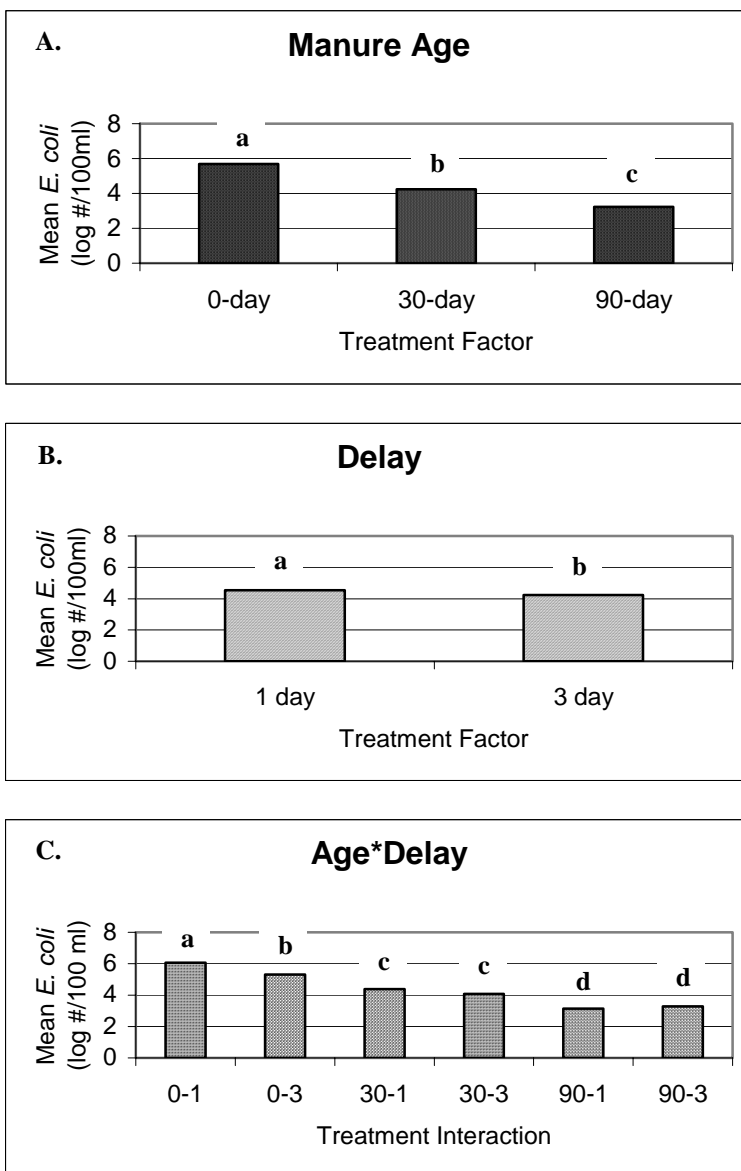 A.
Manure Age
Mean E. coli
(log #/100ml)
8
6
4
2
0
a
b
c
0-day
30-day
90-day
Treatment Factor
B.
Delay
Mean E. coli
(log #/100ml)
8
6
4
2
0
a
b
1 day
3 day
Treatment Factor
C.
Age*Delay
Mean E. coli
(log #/100 ml)
8
6
4
2
0
a
b
c
c
d
d
0-1
0-3
30-1
30-3
90-1
90-3
Treatment Interaction